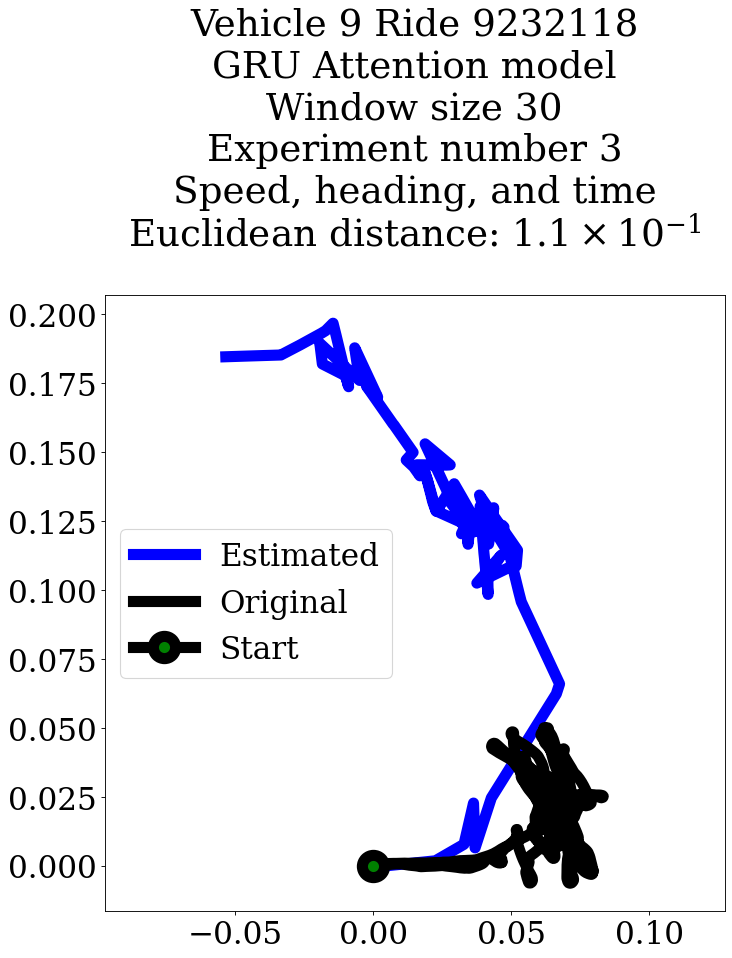 Vehicle 9 Ride 9232118
GRU Attention model
Window size 30
Experiment number 3
Speed, heading, and time
Euclidean distance: 1.1 × 10⁻¹
0.200
0.175
0.150
0.125
0.100
0.075
0.050
0.025
0.000
Estimated
Original
Start
−0.05 0.00 0.05 0.10